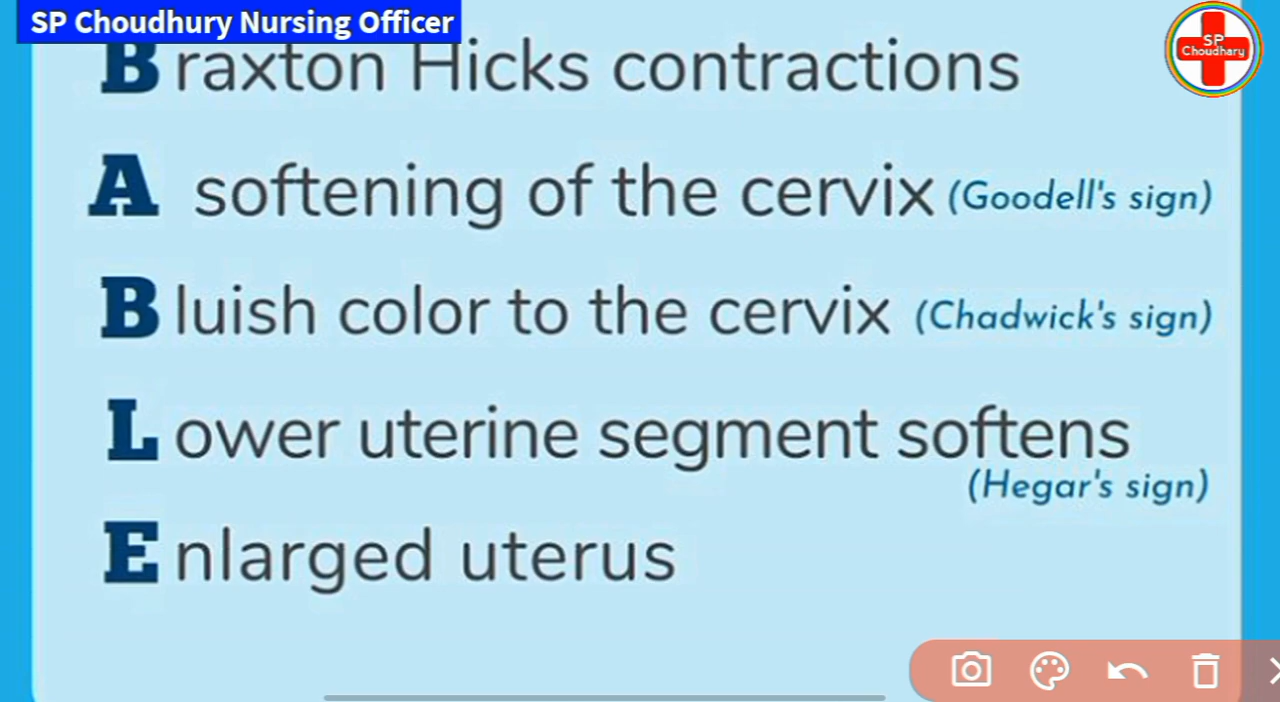 SP Choudhury Nursing Officer
SP
Choudhary
Braxton Hicks contractions
A softening of the cervix (Goodell's sign)
Bluish color to the cervix (Chadwick's sign)
Lower uterine segment softens
(Hegar's sign)
Enlarged uterus